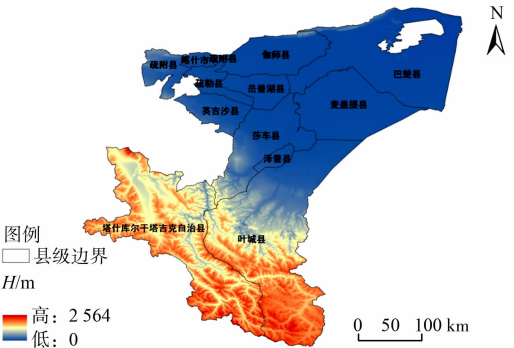 N
伽师县
疏附县
喀什市
疏附县
巴楚县
疏勒县
岳普湖县
麦盖提县
英吉沙县
莎车县
泽普县
塔什库尔干塔吉克自治县
叶城县
图例
县级边界
H/m
高：2 564
低：0
0 50 100 km